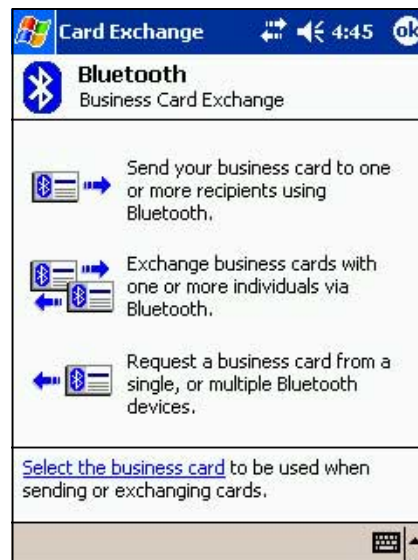 Card Exchange 4:45 ok
Bluetooth
Business Card Exchange
Send your business card to one
or more recipients using
Bluetooth.
Exchange business cards with
one or more individuals via
Bluetooth.
Request a business card from a
single, or multiple Bluetooth
devices.
Select the business card to be used when
sending or exchanging cards.